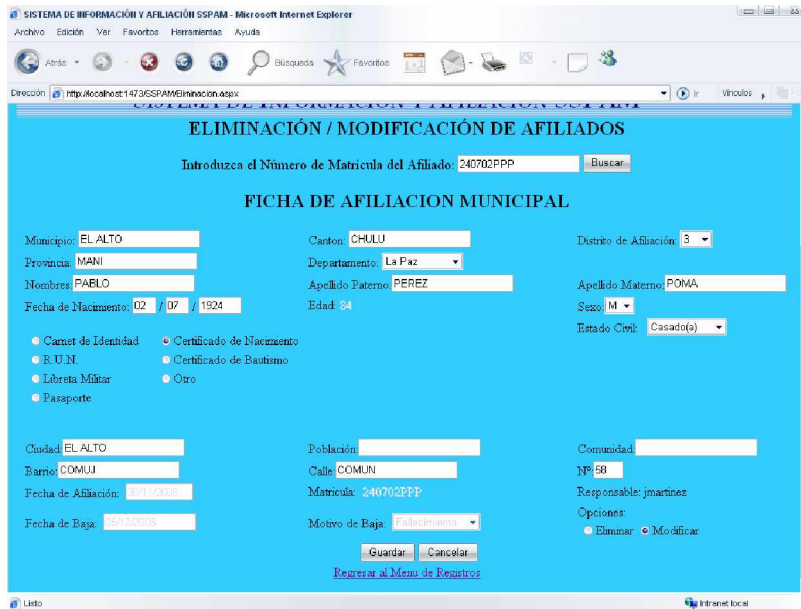 SISTEMA DE INFORMACIÓN Y AFILIACIÓN SSPAM - Microsoft Internet Explorer
Archivo Edición Ver Favoritos Herramientas Ayuda
Atrás Búsqueda Favoritos
Dirección http://localhost:1473/SSPAM/Eliminacion.aspx Ir Vínculos
SISTEMA DE INFORMACIÓN Y AFILIACIÓN SSPAM
ELIMINACIÓN / MODIFICACIÓN DE AFILIADOS
Introduzca el Número de Matricula del Afiliado: 240702PPP Buscar
FICHA DE AFILIACION MUNICIPAL
Municipio: EL ALTO Canton: CHULU Distrito de Afiliación: 3
Provincia: MANI Departamento: La Paz
Nombres: PABLO Apellido Paterno: PEREZ Apellido Materno: POMA
Fecha de Nacimiento: 02 / 07 / 1924 Edad: 84 Sexo: M
Estado Civil: Casado(a)
Carnet de Identidad Certificado de Nacimiento
R.U.N. Certificado de Bautismo
Libreta Militar Otro
Pasaporte
Ciudad: EL ALTO Población: Comunidad:
Barrio: COMUJ Calle: COMUN Nº: 58
Fecha de Afiliación: Matricula: 240702PPP Responsable: jmartinez
Fecha de Baja: 05/12/2008 Motivo de Baja: Fallecimiento Opciones:
Eliminar Modificar
Guardar Cancelar
Regresar al Menu de Registros
Listo Intranet local